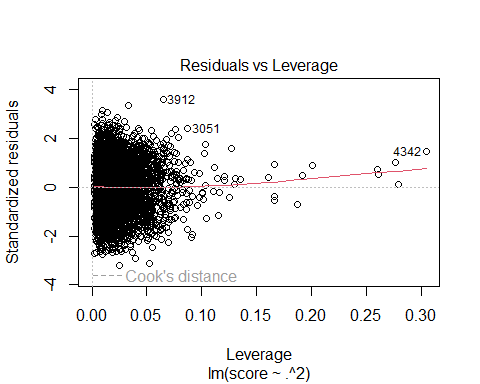 Residuals vs Leverage
Standardized residuals
4
2
0
-2
-4
3912
3051
4342
Cook's distance
0.00 0.05 0.10 0.15 0.20 0.25 0.30
Leverage
lm(score ~ .^2)